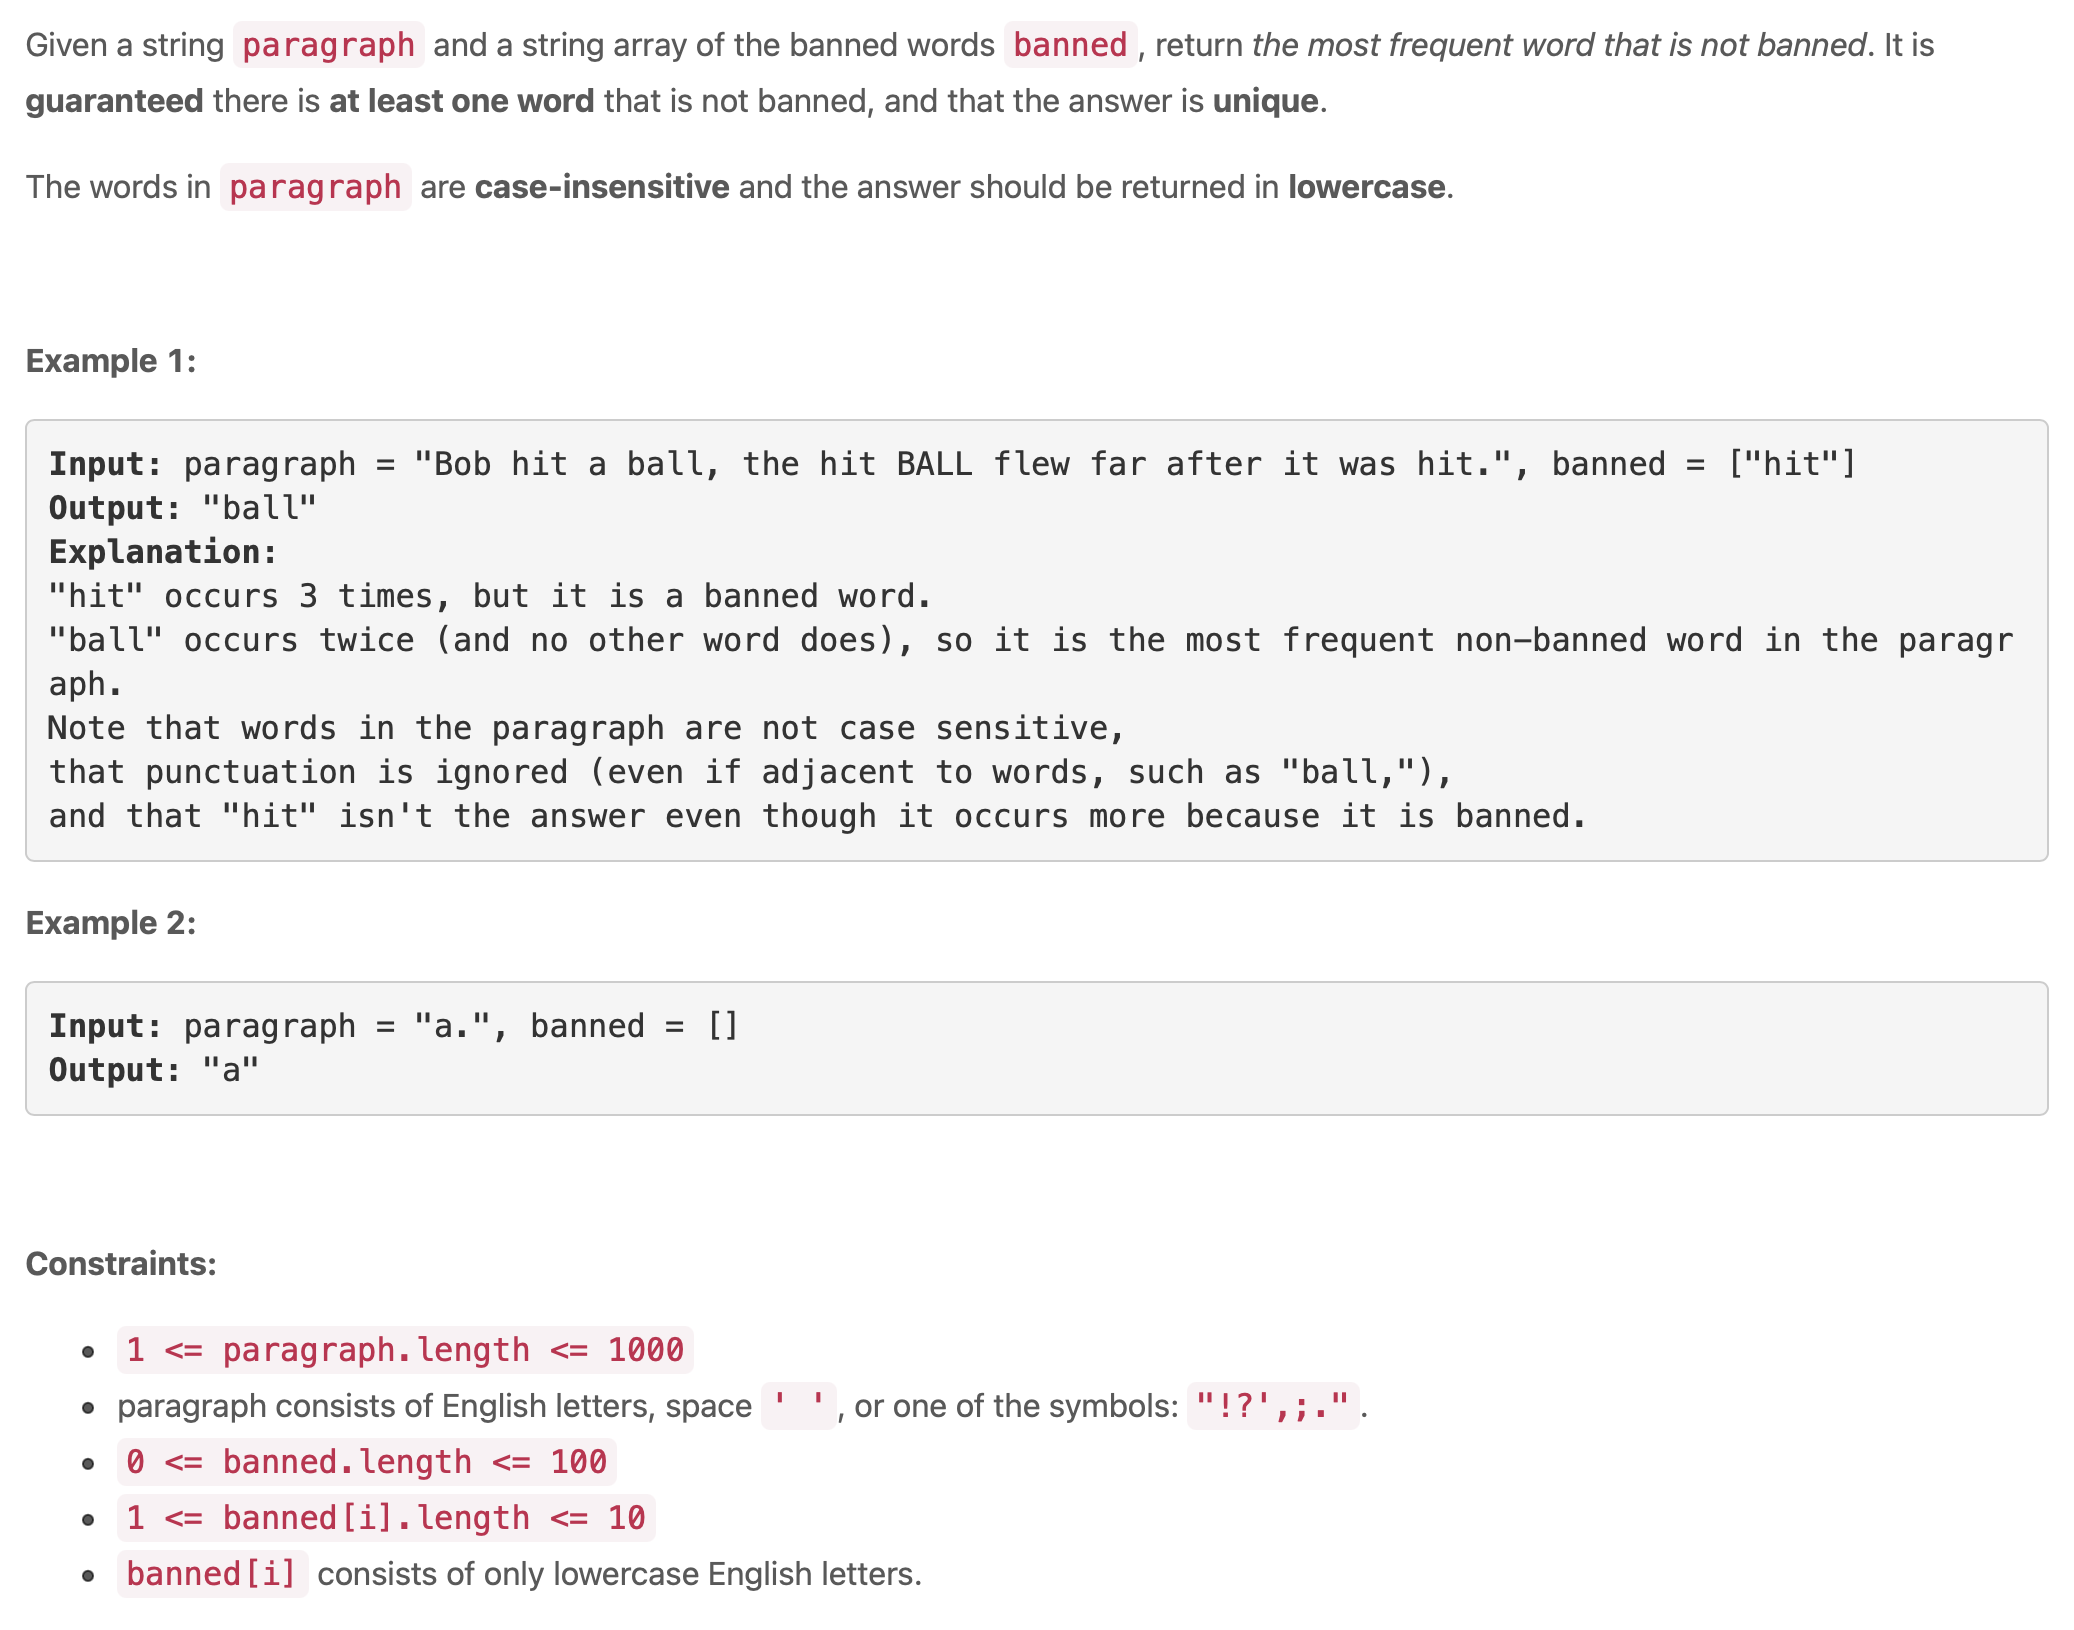 Given a string paragraph and a string array of the banned words banned, return the most frequent word that is not banned. It is
guaranteed there is at least one word that is not banned, and that the answer is unique.
The words in paragraph are case-insensitive and the answer should be returned in lowercase.
Example 1:
Input: paragraph = "Bob hit a ball, the hit BALL flew far after it was hit.", banned = ["hit"]
Output: "ball"
Explanation:
"hit" occurs 3 times, but it is a banned word.
"ball" occurs twice (and no other word does), so it is the most frequent non-banned word in the paragr
aph.
Note that words in the paragraph are not case sensitive,
that punctuation is ignored (even if adjacent to words, such as "ball,"),
and that "hit" isn't the answer even though it occurs more because it is banned.
Example 2:
Input: paragraph = "a.", banned = []
Output: "a"
Constraints:
• 1 <= paragraph.length <= 1000
• paragraph consists of English letters, space ' ', or one of the symbols: "!?',;.".
• 0 <= banned.length <= 100
• 1 <= banned[i].length <= 10
• banned[i] consists of only lowercase English letters.